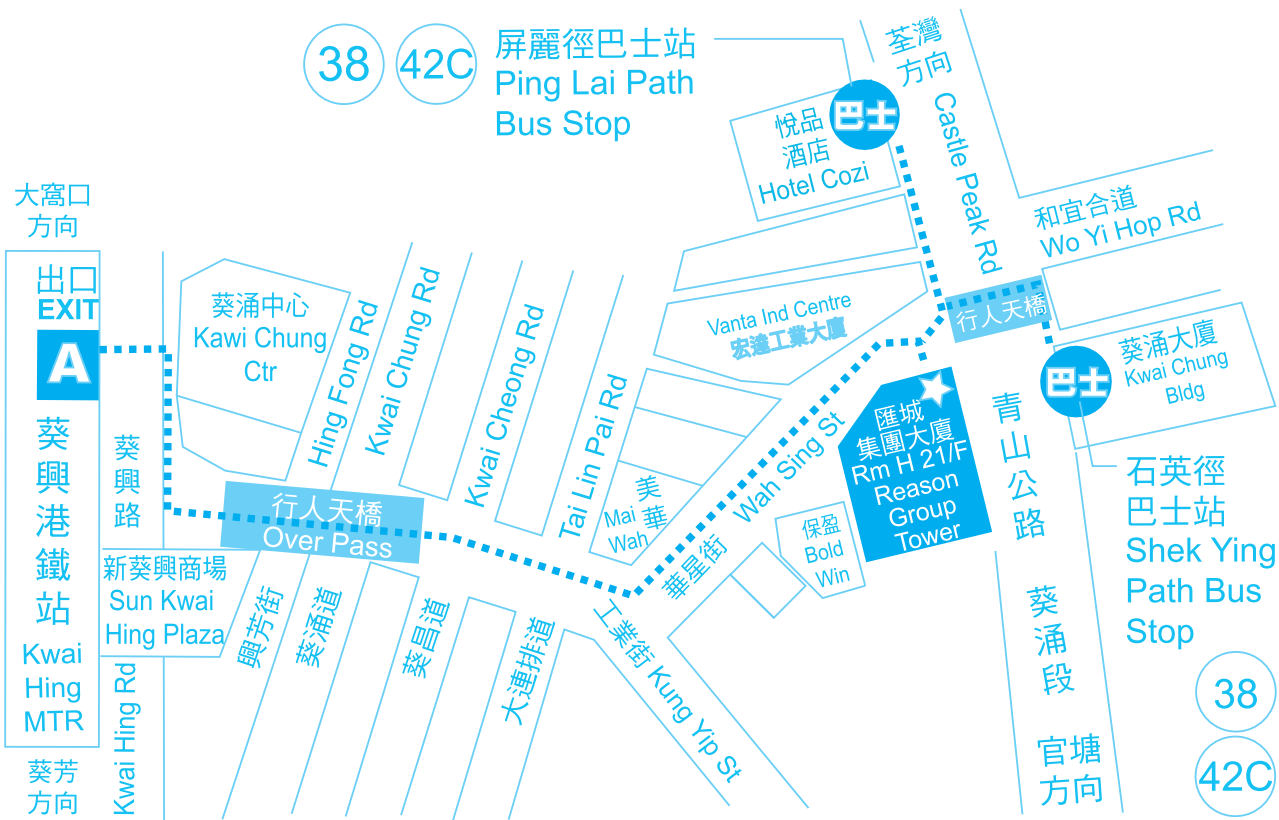 38
42C
屏麗徑巴士站
Ping Lai Path
Bus Stop
荃灣
方向
Castle Peak Rd
巴士
悅品
酒店
Hotel Cozi
和宜合道
Wo Yi Hop Rd
大窩口
方向
出口
EXIT
A
葵興港鐵站
Kwai
Hing
MTR
葵芳
方向
葵興路
Kwai Hing Rd
葵涌中心
Kawi Chung
Ctr
Hing Fong Rd
Kwai Chung Rd
Kwai Cheong Rd
Tai Lin Pai Rd
Vanta Ind Centre
宏達工業大廈
行人天橋
葵涌大廈
Kwai Chung
Bldg
巴士
行人天橋
Over Pass
美華
Mai
Wah
Wah Sing St
華星街
保盈
Bold
Win
匯城
集團大廈
Rm H 21/F
Reason
Group
Tower
青山公路
葵涌段
官塘
方向
新葵興商場
Sun Kwai
Hing Plaza
興芳街
葵涌道
葵昌道
大連排道
工業街 Kung Yip St
石英徑
巴士站
Shek Ying
Path Bus
Stop
38
42C